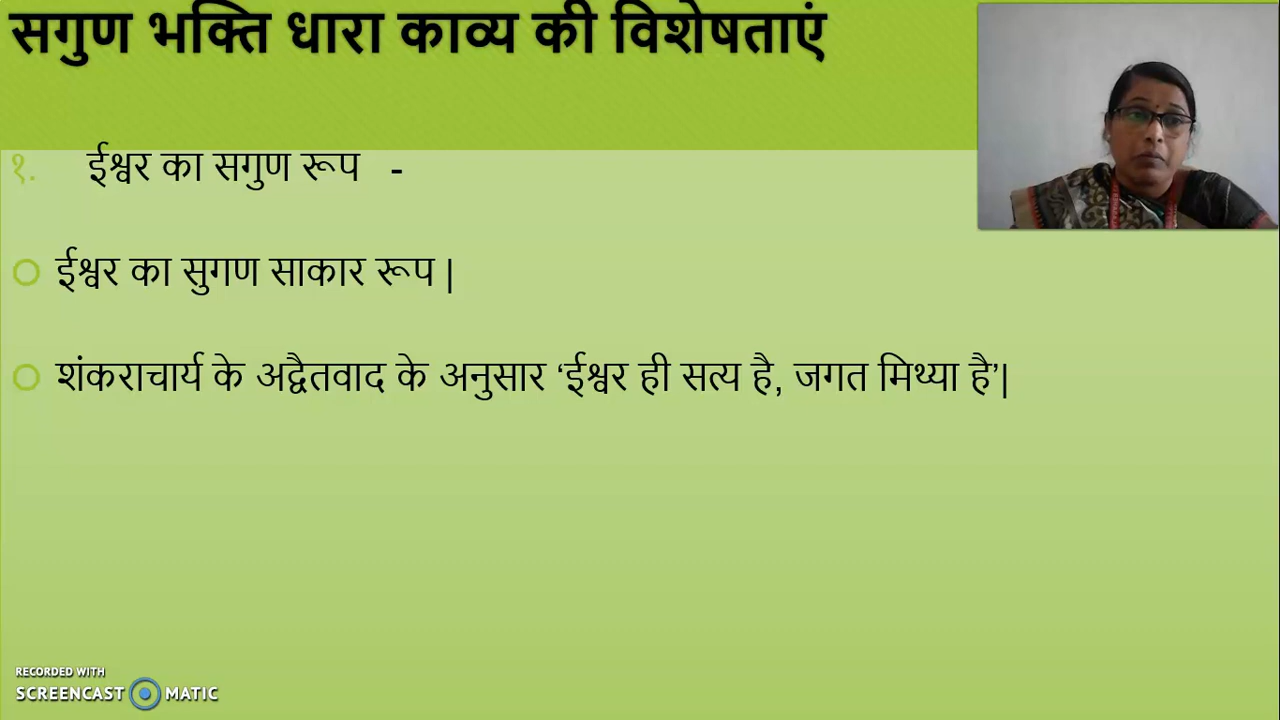 सगुण भक्ति धारा काव्य की विशेषताएं
१. ईश्वर का सगुण रूप -
ईश्वर का सुगण साकार रूप |
शंकराचार्य के अद्वैतवाद के अनुसार ‘ईश्वर ही सत्य है, जगत मिथ्या है’|
RECORDED WITH
SCREENCAST MATIC